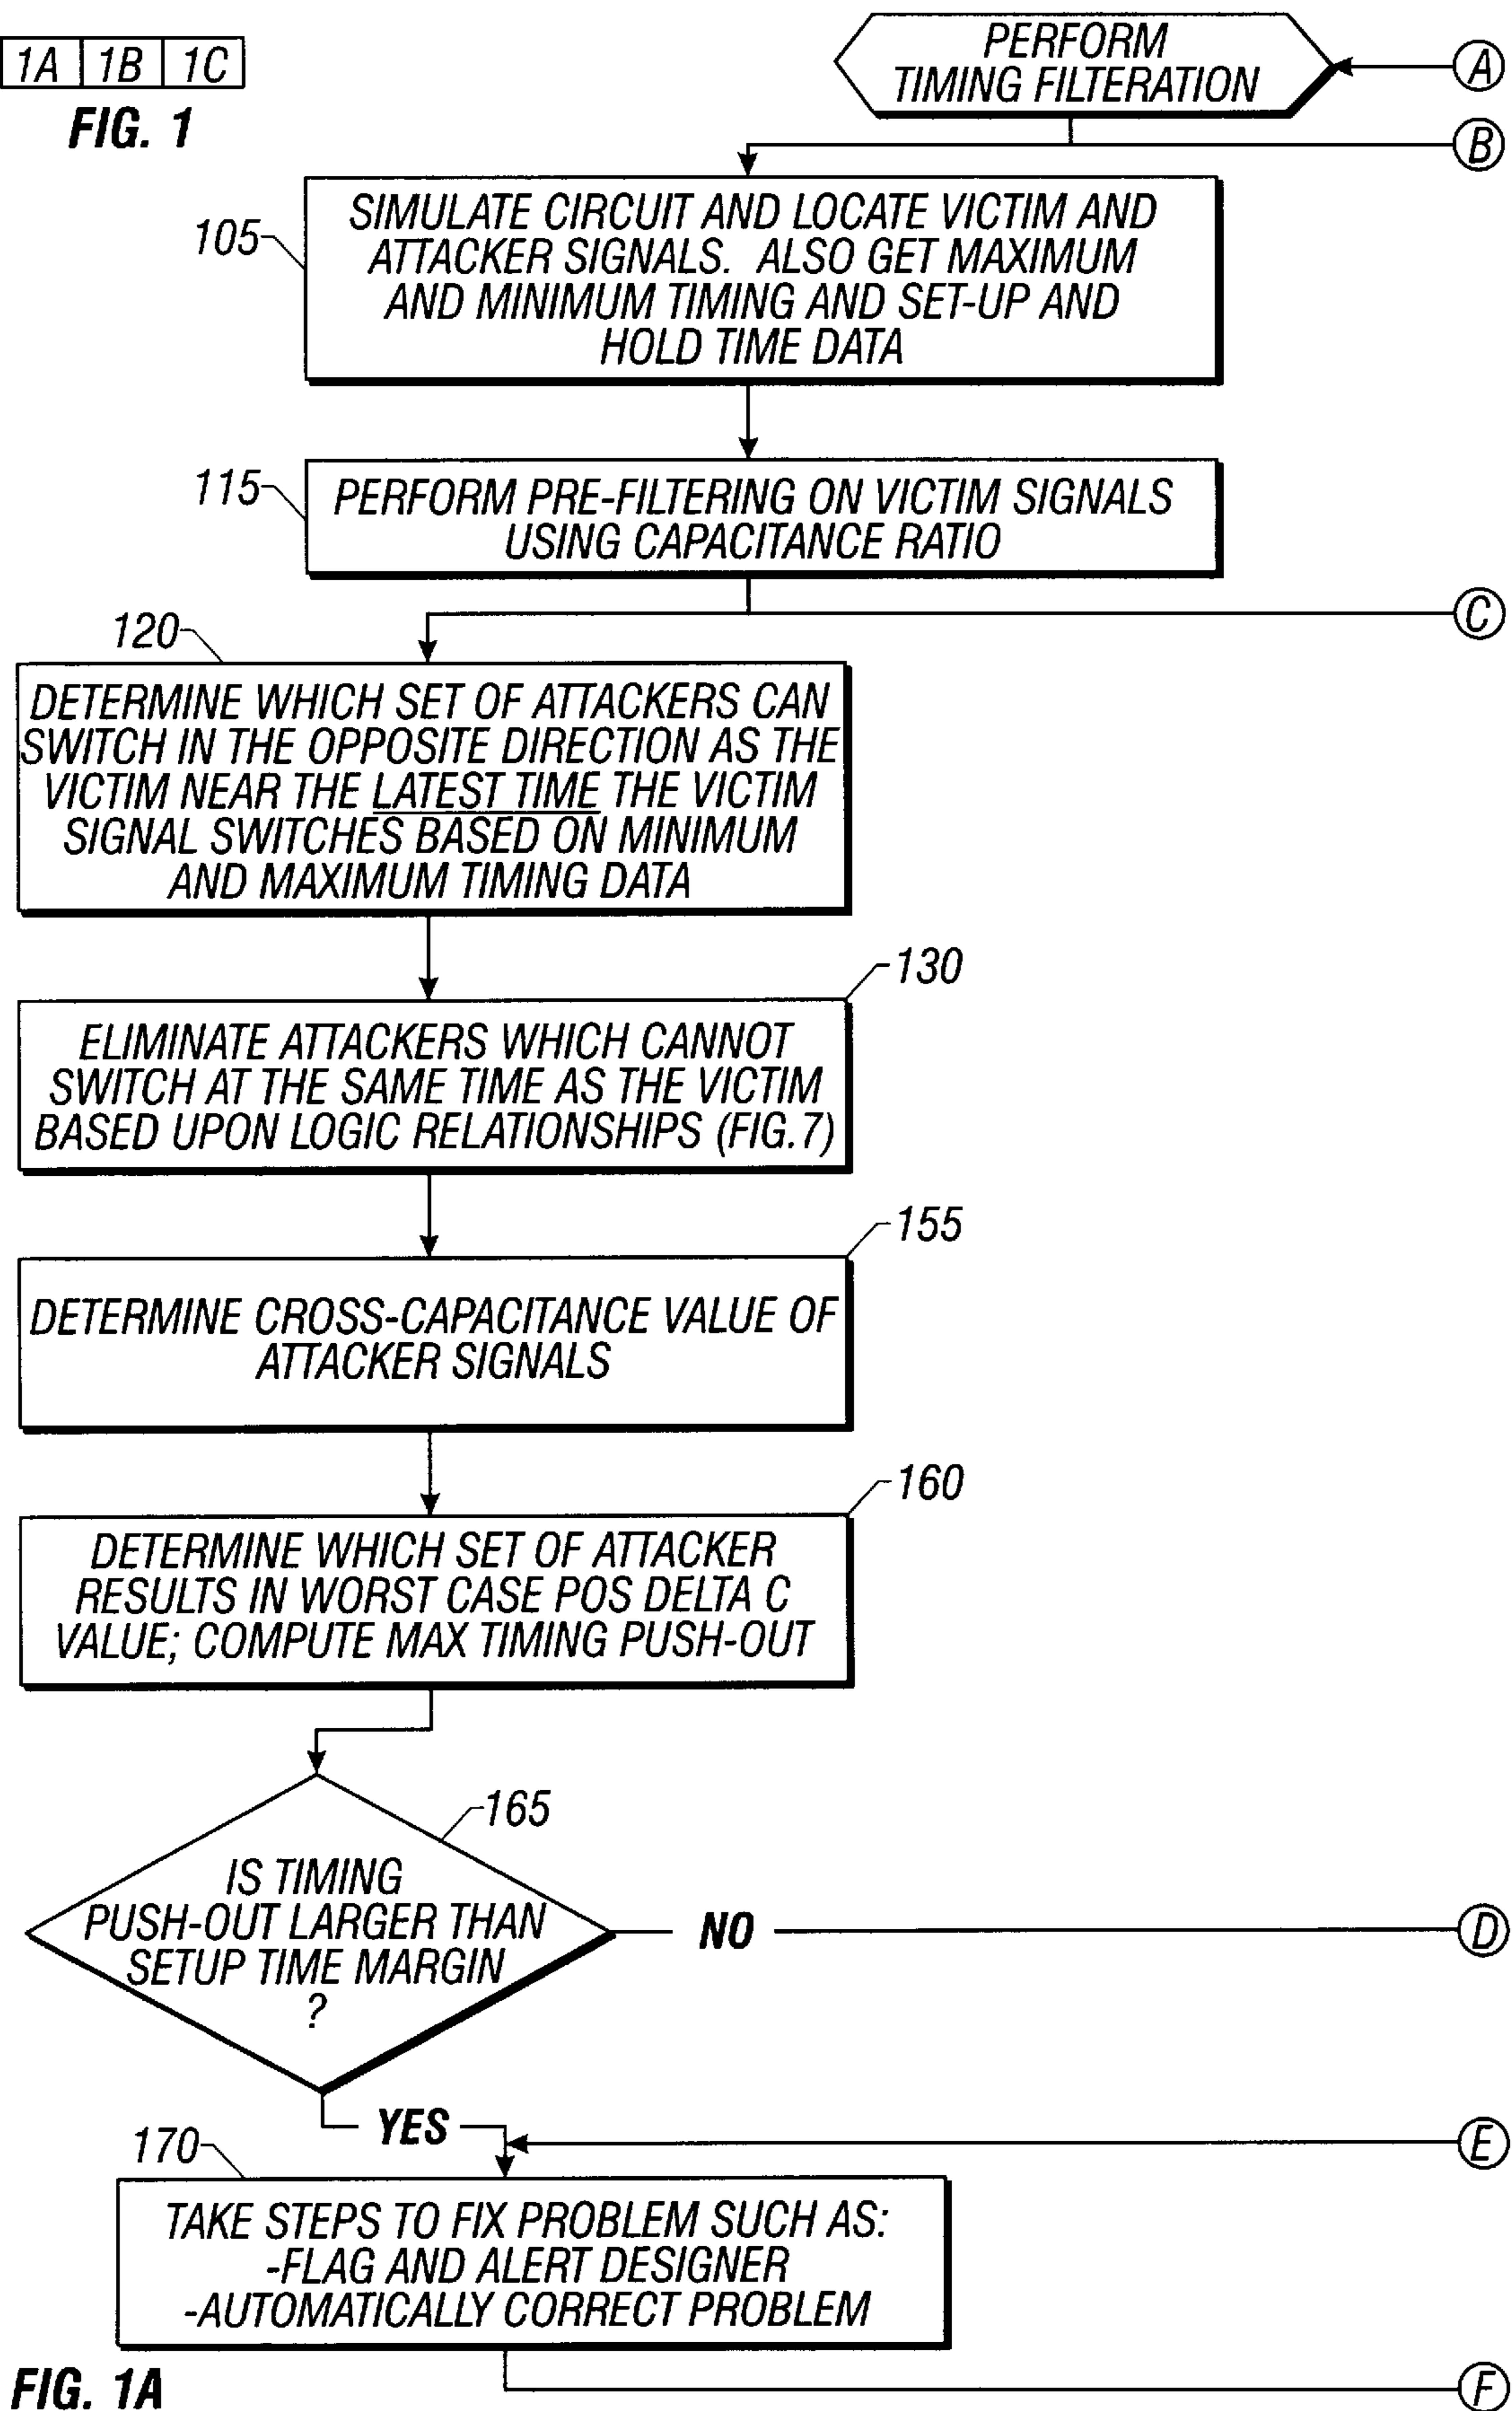 1A 1B 1C
FIG. 1
PERFORM
TIMING FILTERATION
A
B
105
SIMULATE CIRCUIT AND LOCATE VICTIM AND
ATTACKER SIGNALS. ALSO GET MAXIMUM
AND MINIMUM TIMING AND SET-UP AND
HOLD TIME DATA
115
PERFORM PRE-FILTERING ON VICTIM SIGNALS
USING CAPACITANCE RATIO
C
120
DETERMINE WHICH SET OF ATTACKERS CAN
SWITCH IN THE OPPOSITE DIRECTION AS THE
VICTIM NEAR THE LATEST TIME THE VICTIM
SIGNAL SWITCHES BASED ON MINIMUM
AND MAXIMUM TIMING DATA
130
ELIMINATE ATTACKERS WHICH CANNOT
SWITCH AT THE SAME TIME AS THE VICTIM
BASED UPON LOGIC RELATIONSHIPS (FIG. 7)
155
DETERMINE CROSS-CAPACITANCE VALUE OF
ATTACKER SIGNALS
160
DETERMINE WHICH SET OF ATTACKER
RESULTS IN WORST CASE POS DELTA C
VALUE; COMPUTE MAX TIMING PUSH-OUT
165
IS TIMING
PUSH-OUT LARGER THAN
SETUP TIME MARGIN
?
NO
D
YES
E
170
TAKE STEPS TO FIX PROBLEM SUCH AS:
-FLAG AND ALERT DESIGNER
-AUTOMATICALLY CORRECT PROBLEM
FIG. 1A
F